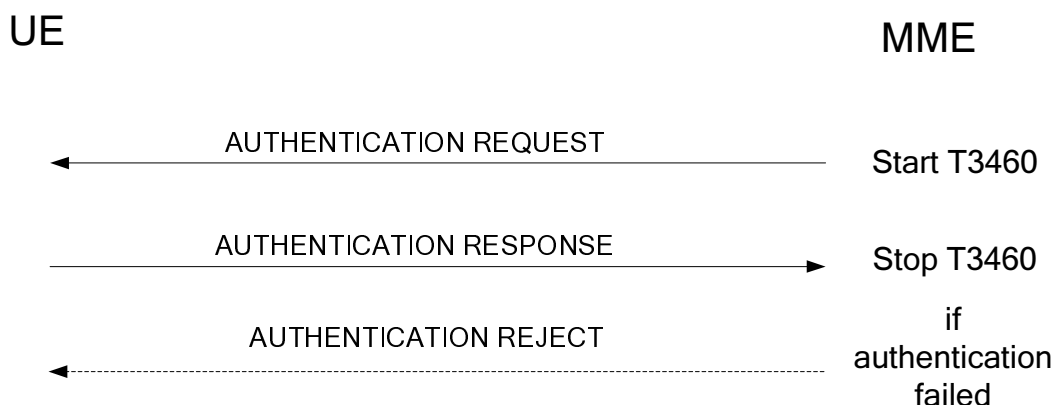 UE
MME
AUTHENTICATION REQUEST
Start T3460
AUTHENTICATION RESPONSE
Stop T3460
AUTHENTICATION REJECT
if
authentication
failed